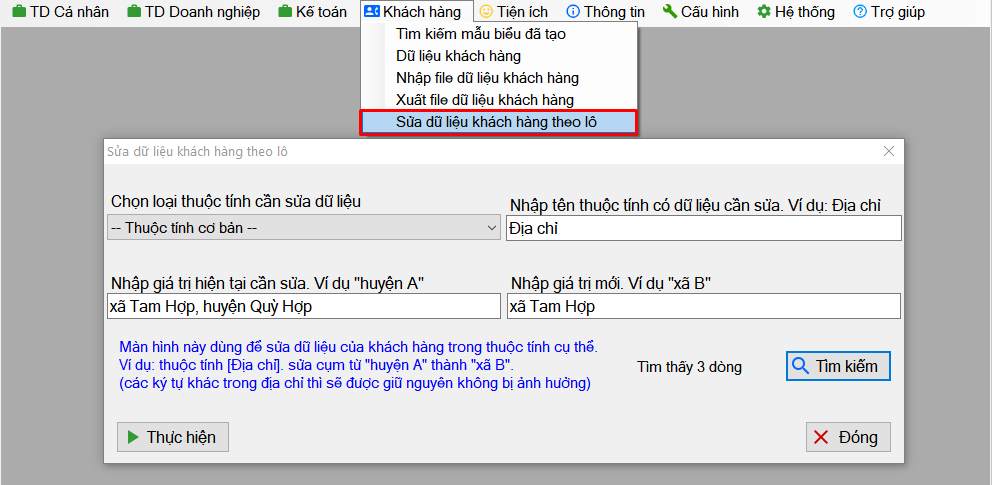 TD Cá nhân TD Doanh nghiệp Kế toán Khách hàng Tiện ích Thông tin Cấu hình Hệ thống Trợ giúp
Tìm kiếm mẫu biểu đã tạo
Dữ liệu khách hàng
Nhập file dữ liệu khách hàng
Xuất file dữ liệu khách hàng
Sửa dữ liệu khách hàng theo lô
Sửa dữ liệu khách hàng theo lô
Chọn loại thuộc tính cần sửa dữ liệu
-- Thuộc tính cơ bản --
Nhập tên thuộc tính có dữ liệu cần sửa. Ví dụ: Địa chỉ
Địa chỉ
Nhập giá trị hiện tại cần sửa. Ví dụ "huyện A"
xã Tam Hợp, huyện Quỳ Hợp
Nhập giá trị mới. Ví dụ "xã B"
xã Tam Hợp
Màn hình này dùng để sửa dữ liệu của khách hàng trong thuộc tính cụ thể.
Ví dụ: thuộc tính [Địa chỉ]. sửa cụm từ "huyện A" thành "xã B".
(các ký tự khác trong địa chỉ thì sẽ được giữ nguyên không bị ảnh hưởng)
Tìm thấy 3 dòng
Tìm kiếm
Thực hiện
Đóng